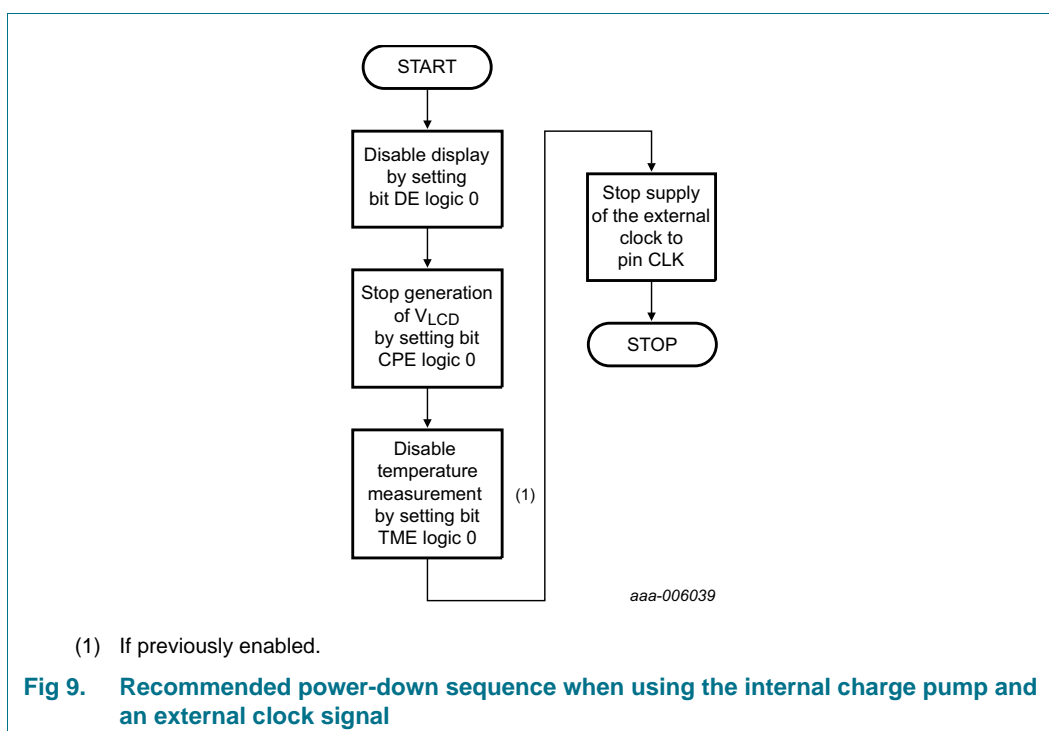 START
Disable display
by setting
bit DE logic 0
Stop generation
of VLCD
by setting bit
CPE logic 0
Disable
temperature
measurement
by setting bit
TME logic 0
(1)
Stop supply
of the external
clock to
pin CLK
STOP
aaa-006039
(1) If previously enabled.
Fig 9. Recommended power-down sequence when using the internal charge pump and
an external clock signal